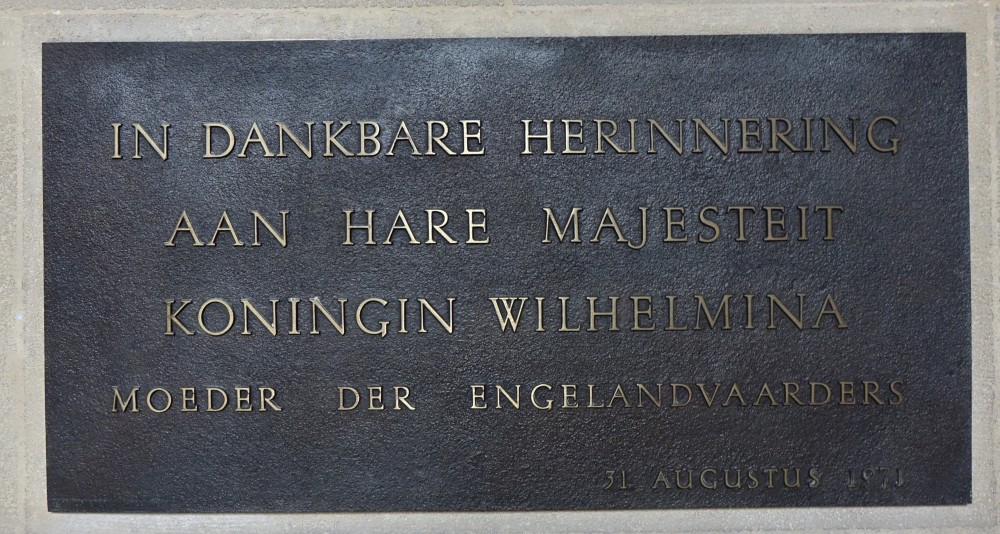 IN DANKBARE HERINNERING
AAN HARE MAJESTEIT
KONINGIN WILHELMINA
MOEDER DER ENGELANDVAARDERS
31 AUGUSTUS 1971